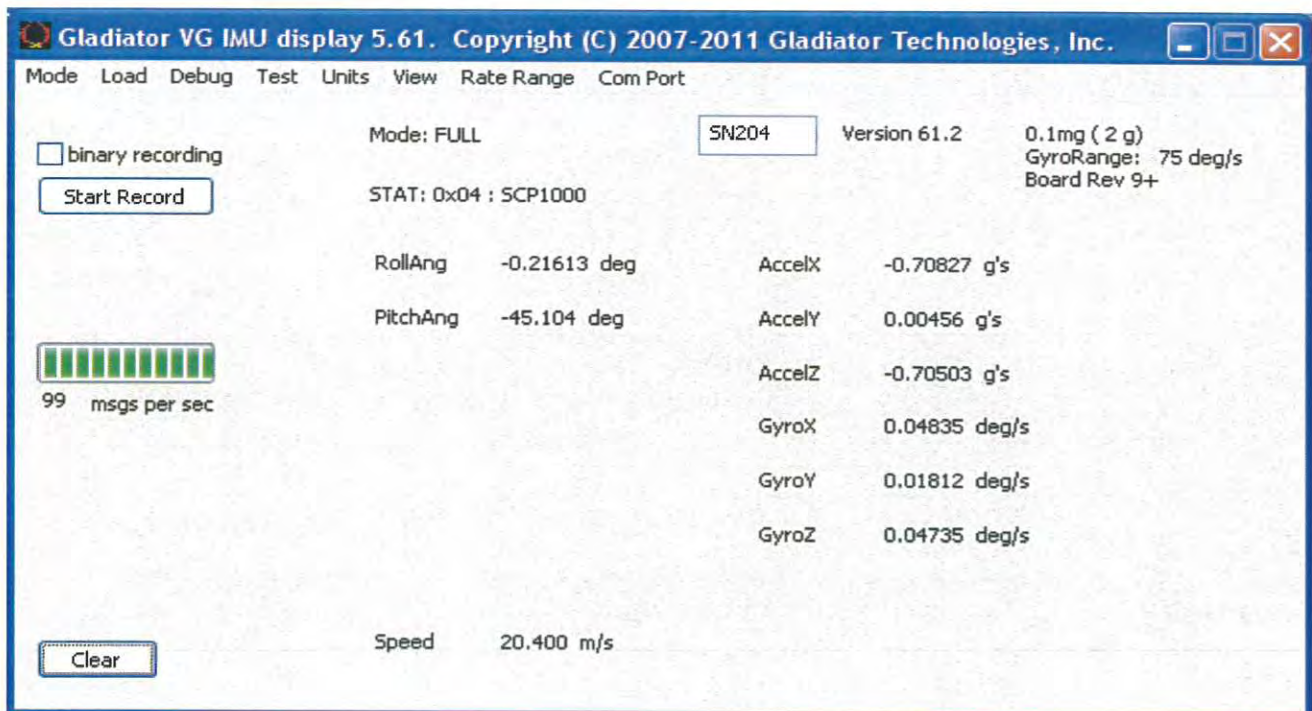 Gladiator VG IMU display 5.61. Copyright (C) 2007-2011 Gladiator Technologies, Inc.
Mode Load Debug Test Units View Rate Range Com Port
binary recording
Start Record
Mode: FULL
SN204
Version 61.2
0.1mg ( 2 g)
GyroRange: 75 deg/s
Board Rev 9+
STAT: 0x04 : SCP1000
RollAng -0.21613 deg
PitchAng -45.104 deg
AccelX -0.70827 g's
AccelY 0.00456 g's
AccelZ -0.70503 g's
GyroX 0.04835 deg/s
GyroY 0.01812 deg/s
GyroZ 0.04735 deg/s
99 msgs per sec
Speed 20.400 m/s
Clear